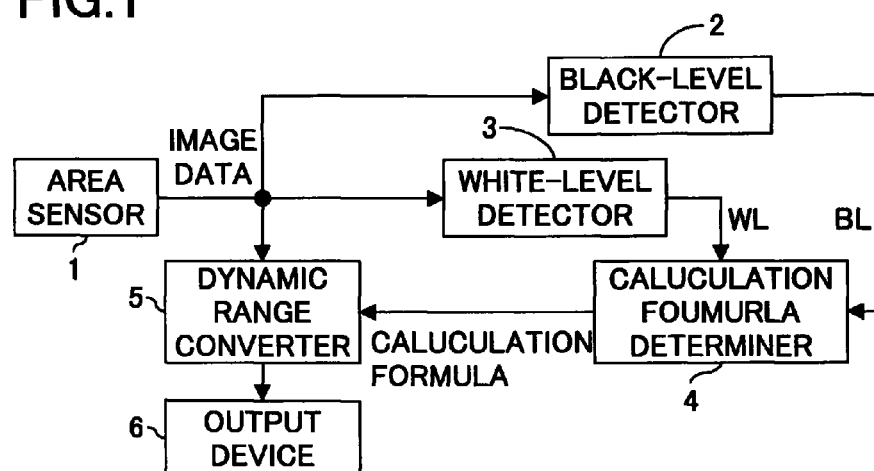 FIG.1
2
BLACK-LEVEL
DETECTOR
3
IMAGE
DATA
AREA
SENSOR
1
WHITE-LEVEL
DETECTOR
WL
BL
5
DYNAMIC
RANGE
CONVERTER
CALUCULATION
FORMULA
CALUCULATION
FOUMURLA
DETERMINER
4
6
OUTPUT
DEVICE